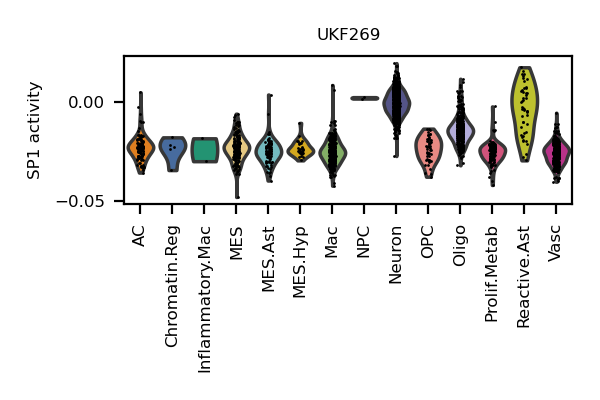 UKF269
SP1 activity
0.00
−0.05
AC
Chromatin.Reg
Inflammatory.Mac
MES
MES.Ast
MES.Hyp
Mac
NPC
Neuron
OPC
Oligo
Prolif.Metab
Reactive.Ast
Vasc